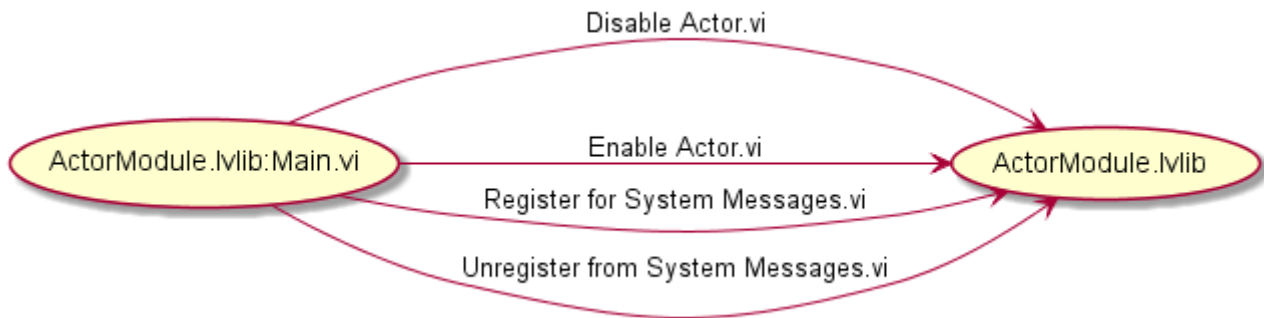 Disable Actor.vi
ActorModule.lvlib:Main.vi
Enable Actor.vi
ActorModule.lvlib
Register for System Messages.vi
Unregister from System Messages.vi